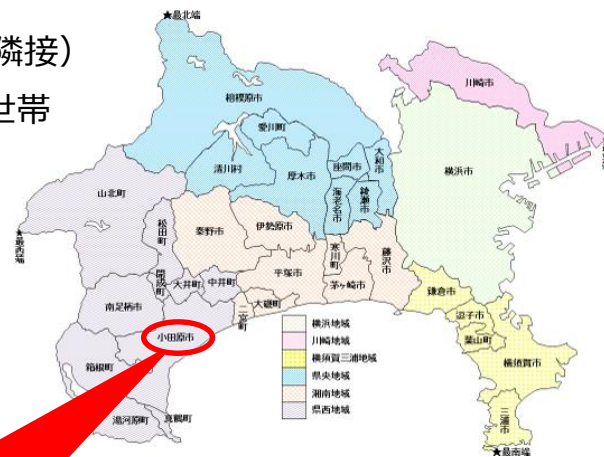 隣接）
世帯
★最北端
川崎市
相模原市
愛川町
大和市
座間市
横浜市
清川村
厚木市
海老名市
綾瀬市
山北町
松田町
秦野市
伊勢原市
寒川町
藤沢市
★最西端
開成町
大井町
中井町
平塚市
茅ヶ崎市
鎌倉市
南足柄市
二宮町
大磯町
逗子市
葉山町
小田原市
横須賀市
箱根町
湯河原町
真鶴町
三浦市
★最南端
横浜地域
川崎地域
横須賀三浦地域
県央地域
湘南地域
県西地域